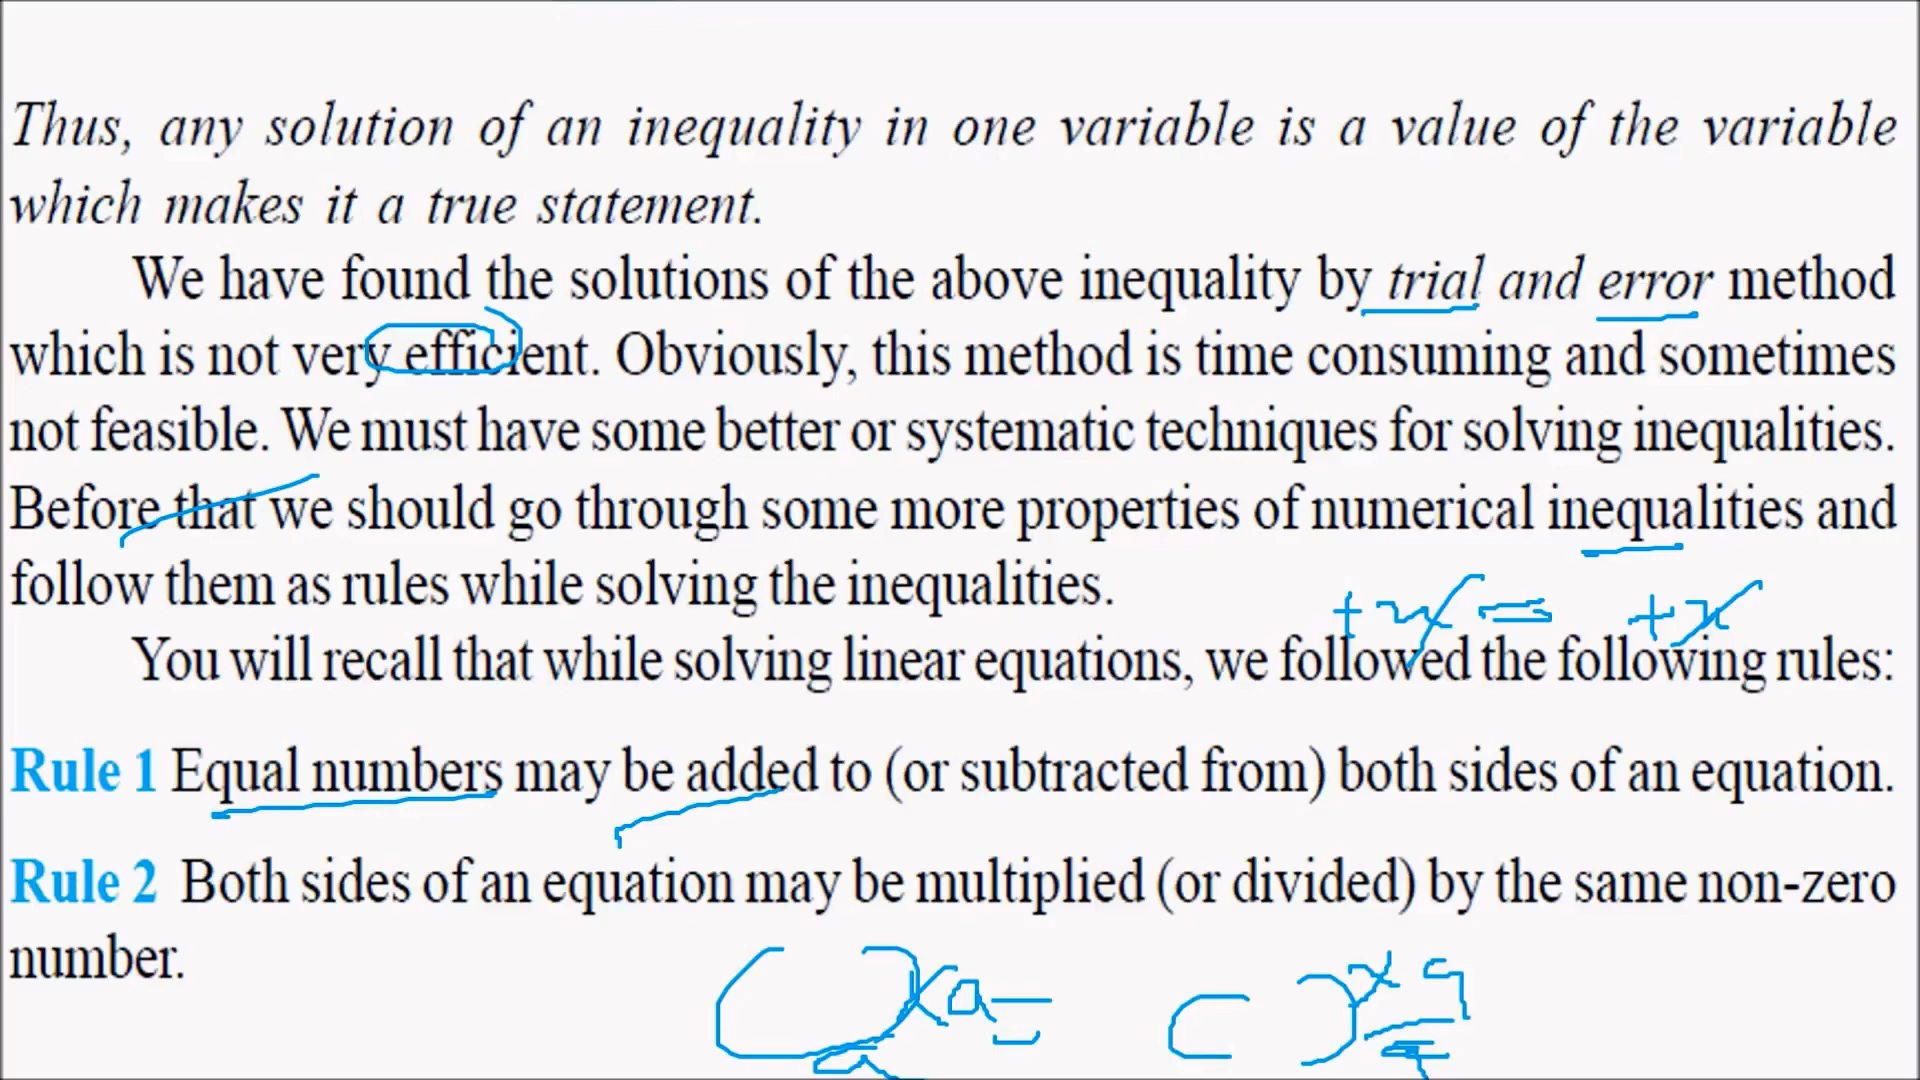 Thus, any solution of an inequality in one variable is a value of the variable
which makes it a true statement.
We have found the solutions of the above inequality by trial and error method
which is not very efficient. Obviously, this method is time consuming and sometimes
not feasible. We must have some better or systematic techniques for solving inequalities.
Before that we should go through some more properties of numerical inequalities and
follow them as rules while solving the inequalities.
+x = +x
You will recall that while solving linear equations, we followed the following rules:
Rule 1 Equal numbers may be added to (or subtracted from) both sides of an equation.
Rule 2 Both sides of an equation may be multiplied (or divided) by the same non-zero
number.